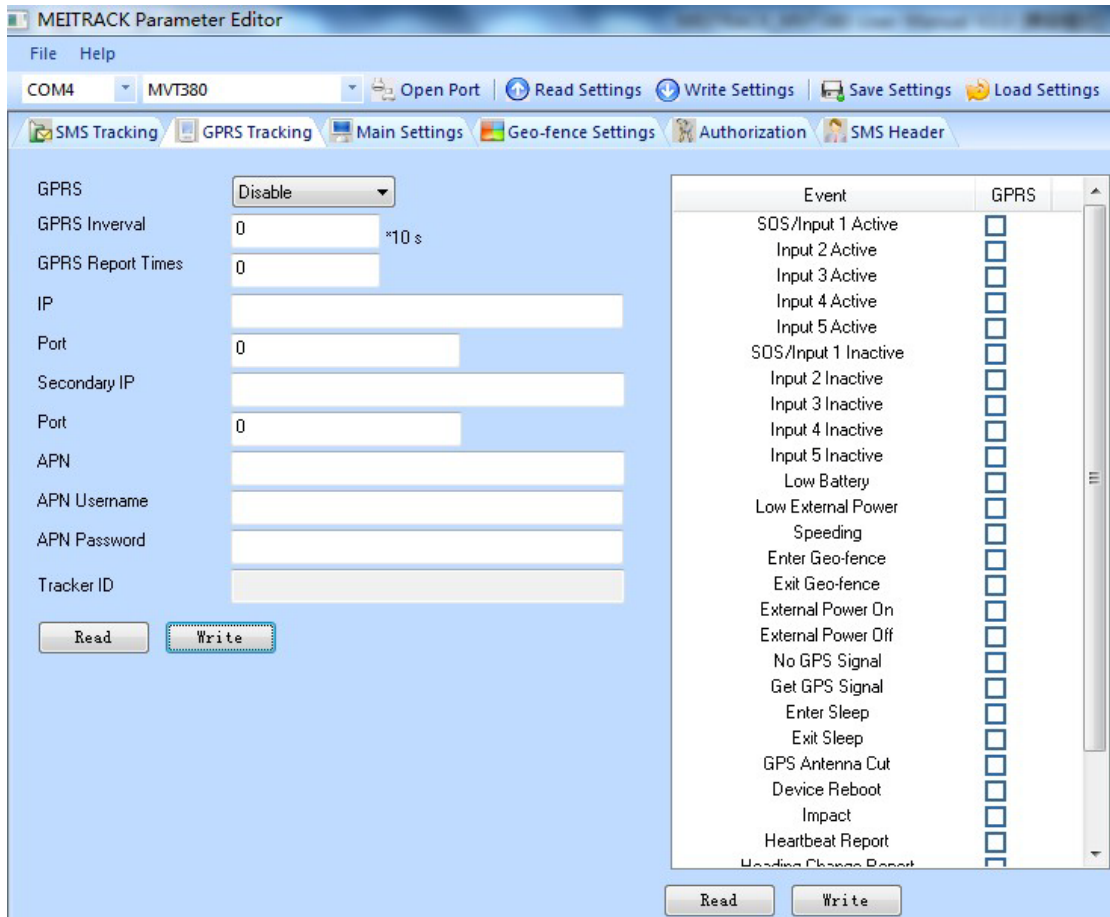 MEITRACK Parameter Editor
File Help
COM4 MVT380 Open Port Read Settings Write Settings Save Settings Load Settings
SMS Tracking GPRS Tracking Main Settings Geo-fence Settings Authorization SMS Header
GPRS Disable
GPRS Inverval 0 *10 s
GPRS Report Times 0
IP
Port 0
Secondary IP
Port 0
APN
APN Username
APN Password
Tracker ID
Read Write
Event GPRS
SOS/Input 1 Active
Input 2 Active
Input 3 Active
Input 4 Active
Input 5 Active
SOS/Input 1 Inactive
Input 2 Inactive
Input 3 Inactive
Input 4 Inactive
Input 5 Inactive
Low Battery
Low External Power
Speeding
Enter Geo-fence
Exit Geo-fence
External Power On
External Power Off
No GPS Signal
Get GPS Signal
Enter Sleep
Exit Sleep
GPS Antenna Cut
Device Reboot
Impact
Heartbeat Report
Heading Change Report
Read Write